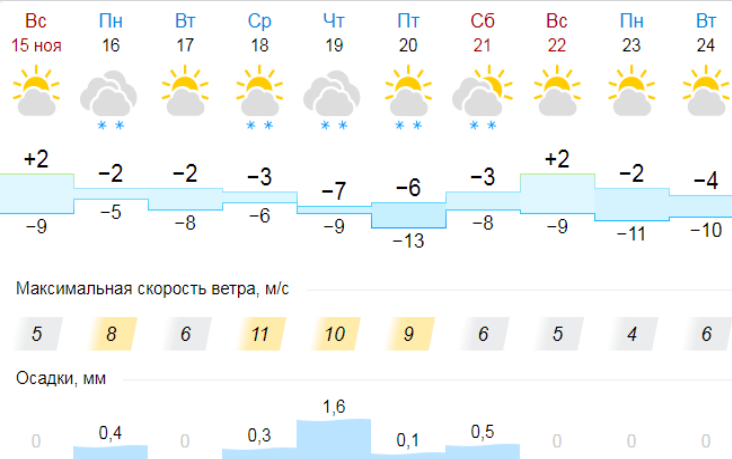 Вс Пн Вт Ср Чт Пт Сб Вс Пн Вт
15 ноя 16 17 18 19 20 21 22 23 24
+2 −2 −2 −3 −7 −6 −3 +2 −2 −4
−9 −5 −8 −6 −9 −13 −8 −9 −11 −10
Максимальная скорость ветра, м/с
5 8 6 11 10 9 6 5 4 6
Осадки, мм
0 0,4 0 0,3 1,6 0,1 0,5 0 0 0